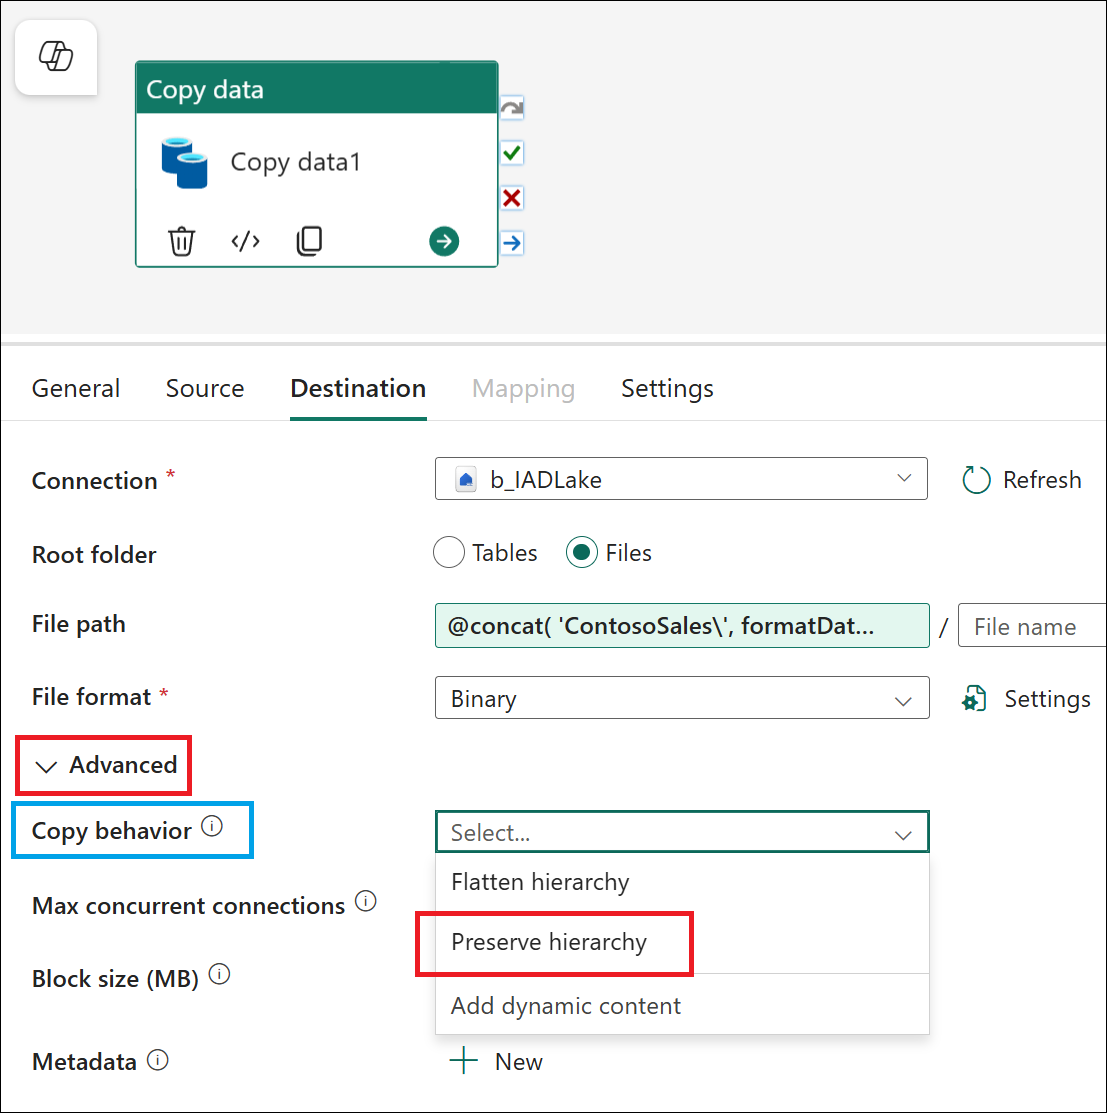 Copy data
Copy data1
General Source Destination Mapping Settings
Connection * b_IADLake Refresh
Root folder Tables Files
File path @concat( 'ContosoSales\', formatDat... / File name
File format * Binary Settings
Advanced
Copy behavior Select...
Flatten hierarchy
Max concurrent connections
Preserve hierarchy
Block size (MB)
Add dynamic content
Metadata New